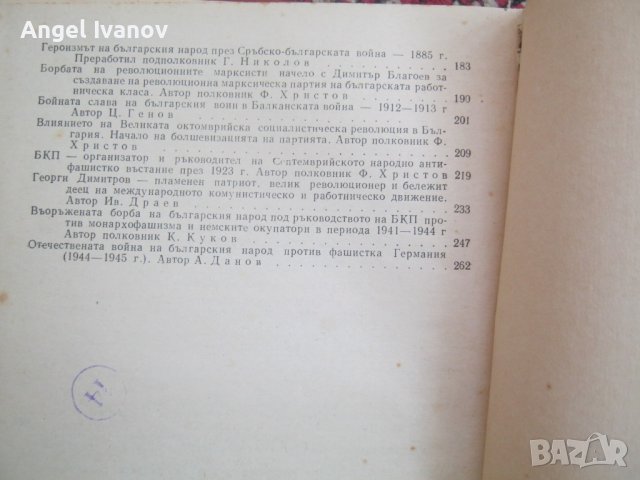 Angel Ivanov
Героизмът на българския народ през Сръбско-българската война — 1885 г.
Преработил подполковник Г. Николов . . . . . . . . 183
Борбата на революционните марксисти начело с Димитър Благоев за
създаване на революционна марксическа партия на българската работ-
ническа класа. Автор полковник Ф. Христов . . . . . . 190
Бойната слава на българския воин в Балканската война — 1912—1913 г
Автор Ц. Генов . . . . . . . . . . . . . . . 201
Влиянието на Великата октомврийска социалистическа революция в Бъл-
гария. Начало на болшевизацията на партията. Автор полковник Ф.
Христов . . . . . . . . . . . . . . . . . 209
БКП — организатор и ръководител на Септемврийското народно анти-
фашистко въстание през 1923 г. Автор полковник Ф. Христов . . 219
Георги Димитров — пламенен патриот, велик революционер и бележит
деец на международното комунистическо и работническо движение.
Автор Ив. Драев . . . . . . . . . . . . . . 233
Въоръжената борба на българския народ под ръководството на БКП про-
тив монархофашизма и немските окупатори в периода 1941—1944 г
Автор полковник К. Куков . . . . . . . . . . . 247
Отечествената война на българския народ против фашистка Германия
(1944—1945 г.). Автор А. Данов . . . . . . . . . . 262
BAZAR